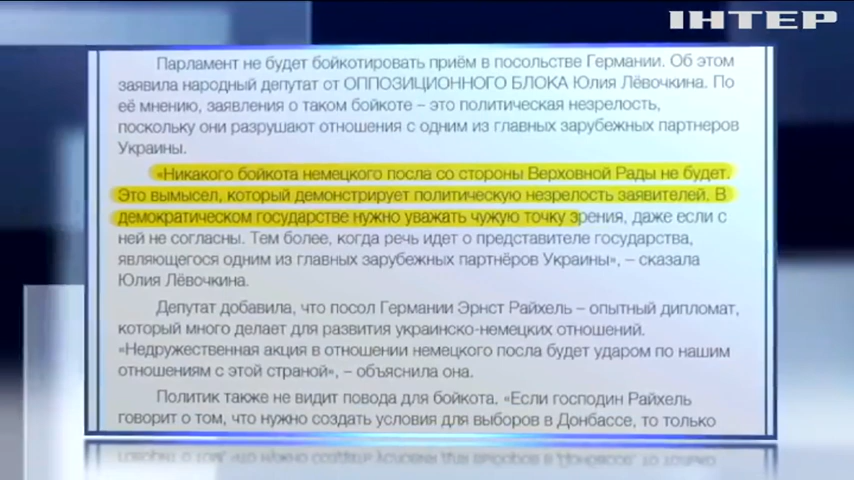 ІНТЕР
Парламент не будет бойкотировать приём в посольстве Германии. Об этом
заявила народный депутат от ОППОЗИЦИОННОГО БЛОКА Юлия Лёвочкина. По
её мнению, заявления о таком бойкоте – это политическая незрелость,
поскольку они разрушают отношения с одним из главных зарубежных партнеров
Украины.
«Никакого бойкота немецкого посла со стороны Верховной Рады не будет.
Это вымысел, который демонстрирует политическую незрелость заявителей. В
демократическом государстве нужно уважать чужую точку зрения, даже если с
ней не согласны. Тем более, когда речь идет о представителе государства,
являющегося одним из главных зарубежных партнёров Украины», – сказала
Юлия Лёвочкина.
Депутат добавила, что посол Германии Эрнст Райхель – опытный дипломат,
который много делает для развития украинско-немецких отношений.
«Недружественная акция в отношении немецкого посла будет ударом по нашим
отношениям с этой страной», – объяснила она.
Политик также не видит повода для бойкота. «Если господин Райхель
говорит о том, что нужно создать условия для выборов в Донбассе, то только